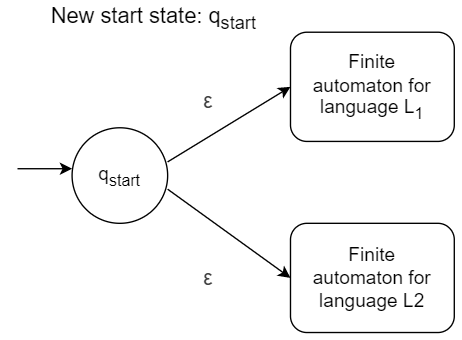 New start state: qstart
Finite
automaton for
language L1
ε
qstart
ε
Finite
automaton for
language L2